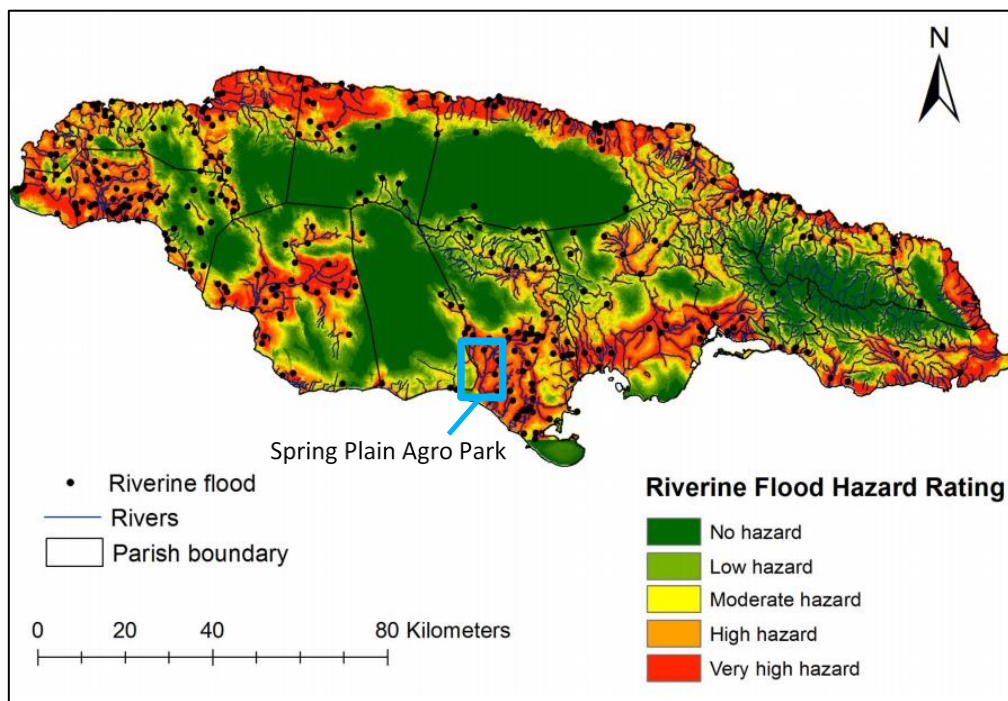 N
Spring Plain Agro Park
Riverine flood
Rivers
Parish boundary
0 20 40 80 Kilometers
Riverine Flood Hazard Rating
No hazard
Low hazard
Moderate hazard
High hazard
Very high hazard